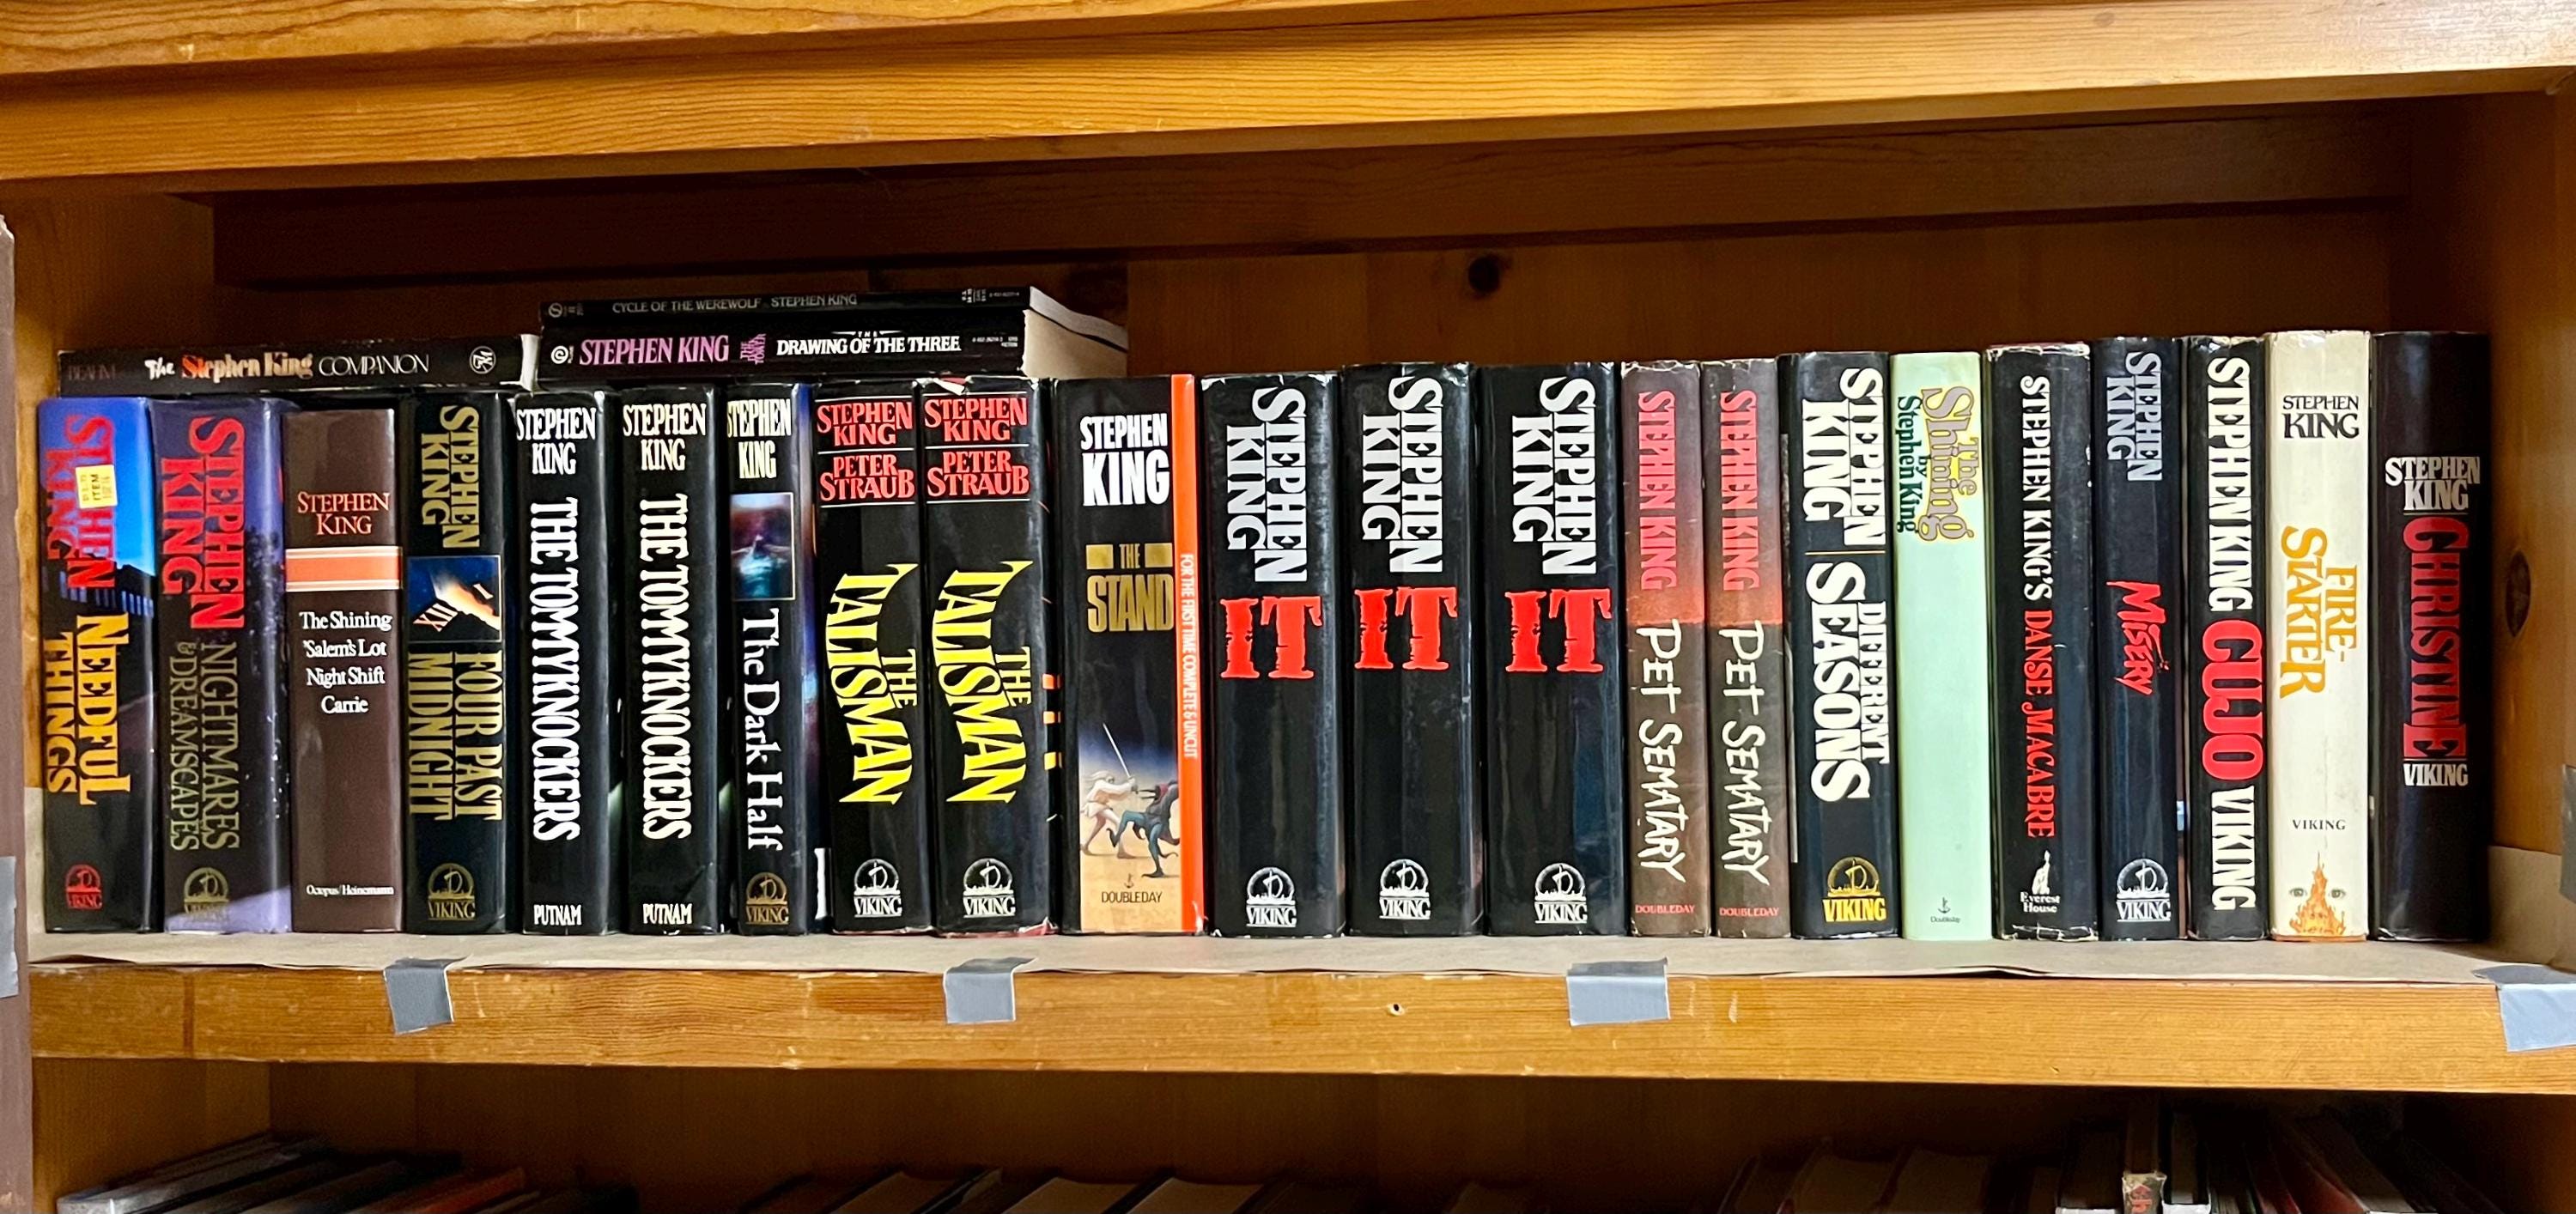 CYCLE OF THE WEREWOLF STEPHEN KING
STEPHEN KING THE DARK TOWER II THE DRAWING OF THE THREE
BEAHM The Stephen King COMPANION
STEPHEN KING
NEEDFUL THINGS
VIKING
STEPHEN KING
NIGHTMARES & DREAMSCAPES
VIKING
STEPHEN
KING
The Shining
'Salem's Lot
Night Shift
Carrie
Octopus/Heinemann
STEPHEN KING
FOUR PAST MIDNIGHT
VIKING
STEPHEN
KING
THE TOMMYKNOCKERS
PUTNAM
STEPHEN
KING
THE TOMMYKNOCKERS
PUTNAM
STEPHEN
KING
The Dark Half
VIKING
STEPHEN
KING
PETER
STRAUB
THE TALISMAN
VIKING
STEPHEN
KING
PETER
STRAUB
THE TALISMAN
VIKING
STEPHEN
KING
THE
STAND
DOUBLEDAY
FOR THE FIRST TIME COMPLETE & UNCUT
STEPHEN KING
IT
VIKING
STEPHEN KING
IT
VIKING
STEPHEN KING
IT
VIKING
STEPHEN KING
PET SEMATARY
DOUBLEDAY
STEPHEN KING
PET SEMATARY
DOUBLEDAY
STEPHEN KING
DIFFERENT SEASONS
VIKING
The Shining
by Stephen King
Doubleday
STEPHEN KING'S DANSE MACABRE
Everest
House
STEPHEN KING
MISERY
VIKING
STEPHEN KING CUJO VIKING
STEPHEN
KING
FIRE-STARTER
VIKING
STEPHEN
KING
CHRISTINE
VIKING